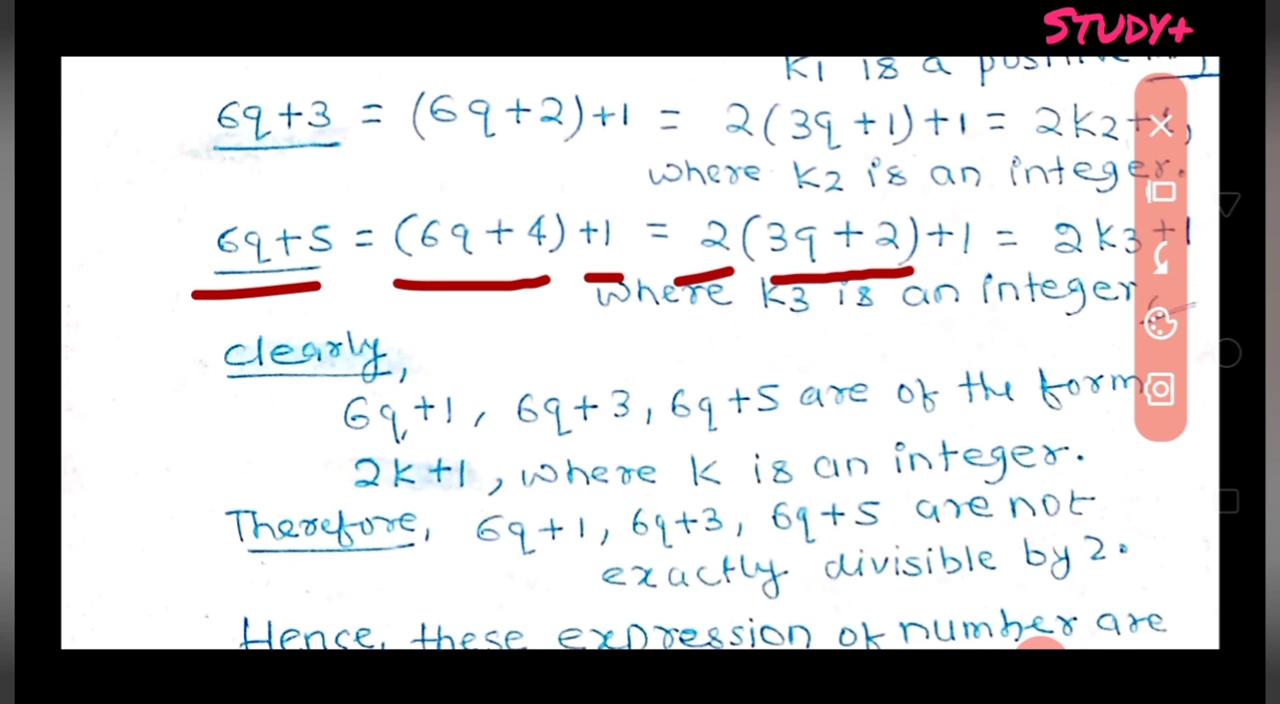 STUDY+
K1 is a
6q+3 = (6q+2)+1 = 2(3q+1)+1 = 2K2+1,
where K2 is an integer.
6q+5 = (6q+4)+1 = 2(3q+2)+1 = 2K3+1
where K3 is an integer
clearly,
6q+1, 6q+3, 6q+5 are of the form
2K+1, where K is an integer.
Therefore, 6q+1, 6q+3, 6q+5 are not
exactly divisible by 2.
Hence, these expression of number are